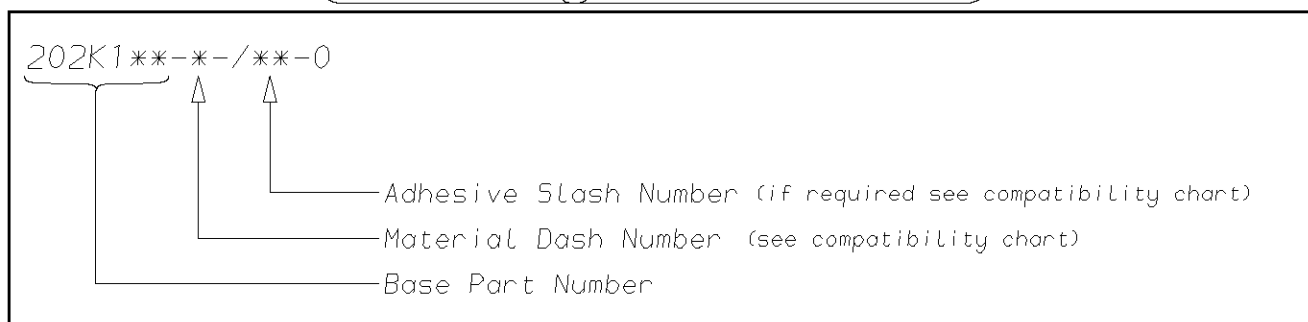 202K1**-*-/**-0
Adhesive Slash Number (if required see compatibility chart)
Material Dash Number (see compatibility chart)
Base Part Number